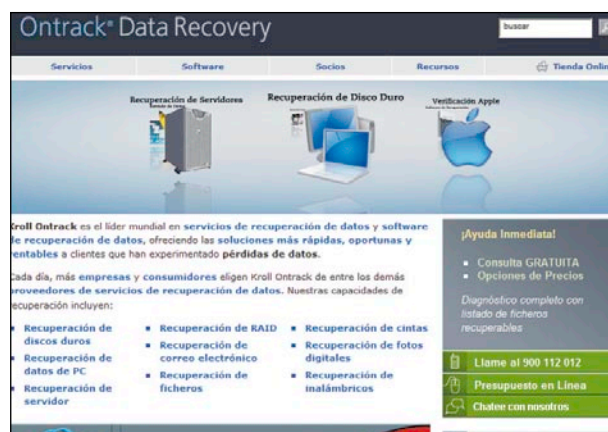 Ontrack® Data Recovery
buscar
Servicios Software Socios Recursos Tienda Onlin
Recuperación de Servidores
Recuperación de Disco Duro
Verificación Apple
Kroll Ontrack es el líder mundial en servicios de recuperación de datos y software
de recuperación de datos, ofreciendo las soluciones más rápidas, oportunas y
rentables a clientes que han experimentado pérdidas de datos.
Cada día, más empresas y consumidores eligen Kroll Ontrack de entre los demás
proveedores de servicios de recuperación de datos. Nuestras capacidades de
recuperación incluyen:
Recuperación de
discos duros
Recuperación de
datos de PC
Recuperación de
servidor
Recuperación de RAID
Recuperación de
correo electrónico
Recuperación de
ficheros
Recuperación de cintas
Recuperación de fotos
digitales
Recuperación de
inalámbricos
¡Ayuda Inmediata!
Consulta GRATUITA
Opciones de Precios
Diagnóstico completo con
listado de ficheros
recuperables
Llame al 900 112 012
Presupuesto en Línea
Chatee con nosotros